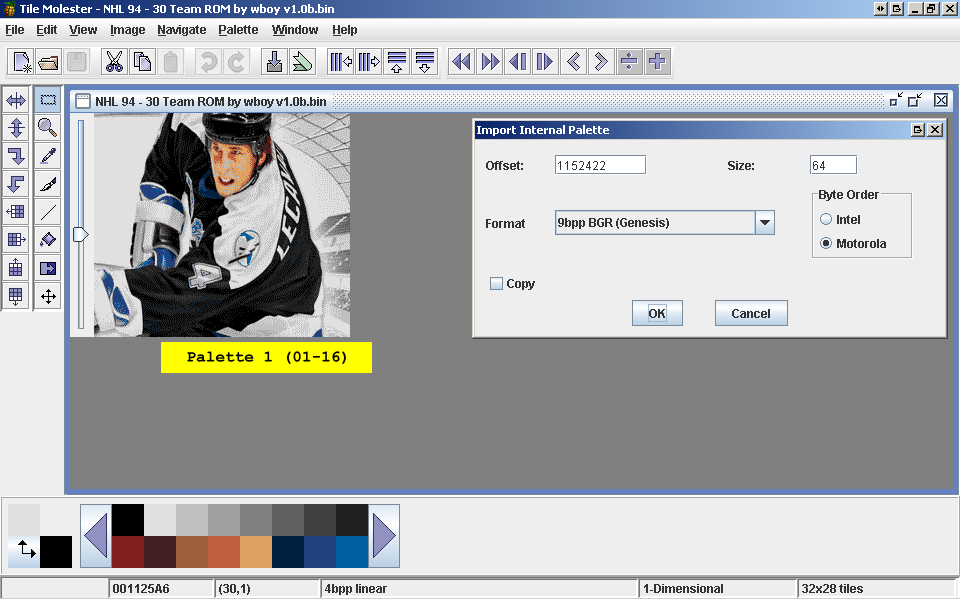 Tile Molester - NHL 94 - 30 Team ROM by wboy v1.0b.bin
File Edit View Image Navigate Palette Window Help
NHL 94 - 30 Team ROM by wboy v1.0b.bin
LECAV
4
Palette 1 (01-16)
Import Internal Palette
Offset: 1152422 Size: 64
Format 9bpp BGR (Genesis)
Byte Order
Intel
Motorola
Copy
OK Cancel
001125A6 (30,1) 4bpp linear 1-Dimensional 32x28 tiles